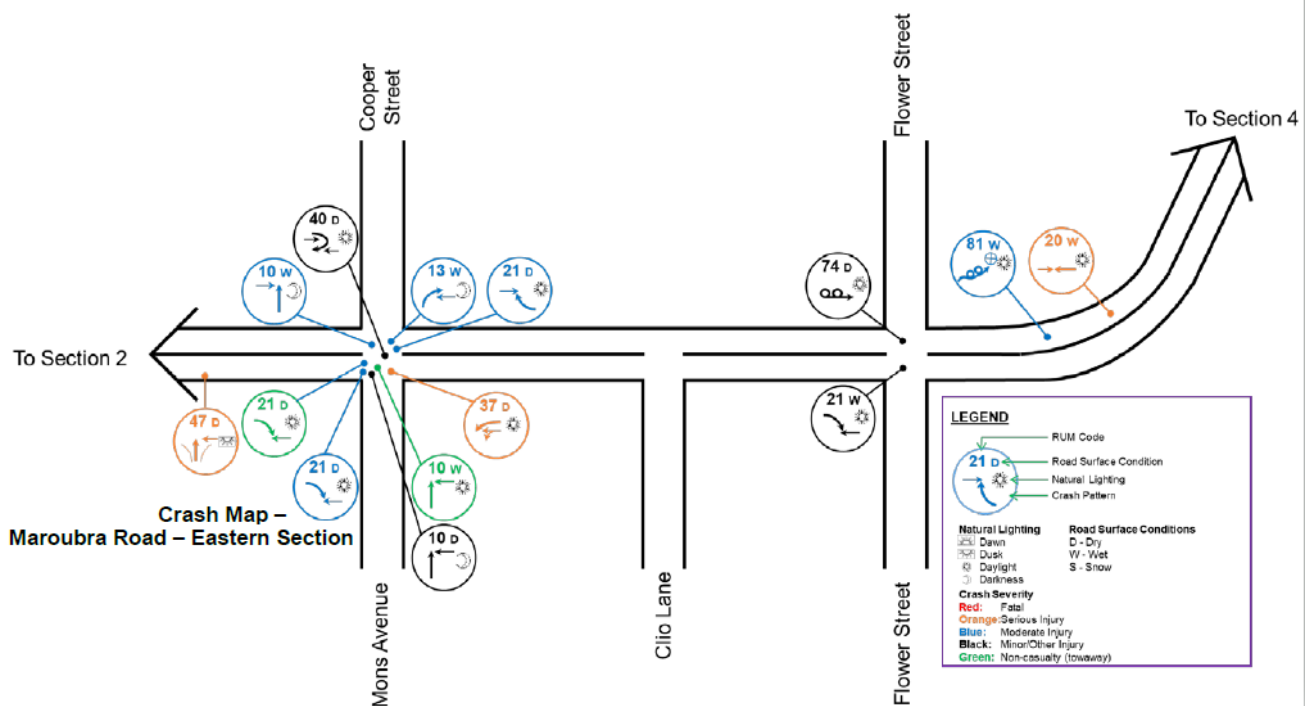 Cooper
Street
Flower Street
To Section 4
40 D
10 W
13 W
21 D
74 D
81 W
20 W
To Section 2
47 D
21 D
21 D
37 D
10 W
10 D
21 W
Crash Map –
Maroubra Road – Eastern Section
Mons Avenue
Clio Lane
Flower Street
LEGEND
RUM Code
21 D
Road Surface Condition
Natural Lighting
Crash Pattern
Natural Lighting
Dawn
Dusk
Daylight
Darkness
Road Surface Conditions
D - Dry
W - Wet
S - Snow
Crash Severity
Red: Fatal
Orange:Serious Injury
Blue: Moderate Injury
Black: Minor/Other Injury
Green: Non-casualty (towaway)